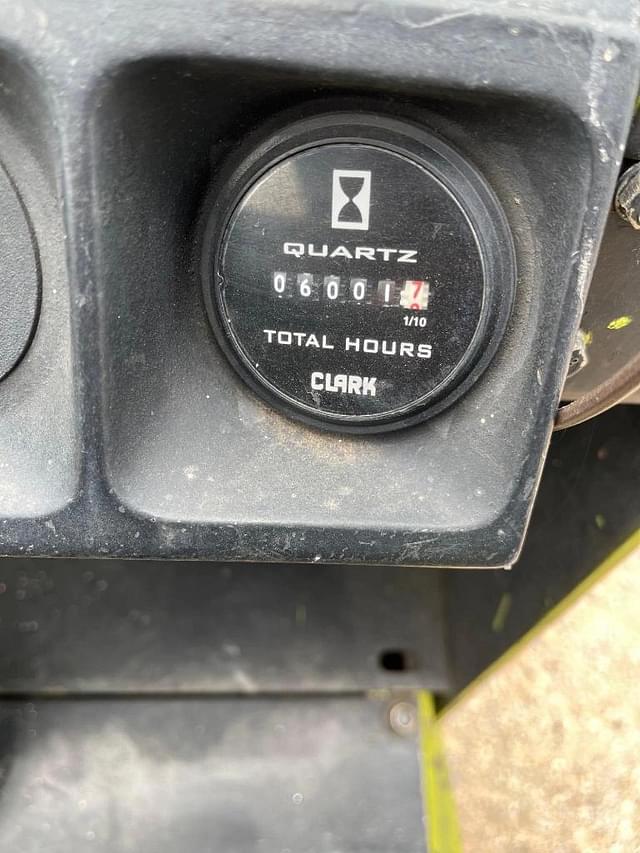 QUARTZ
060017
1/10
TOTAL HOURS
CLARK